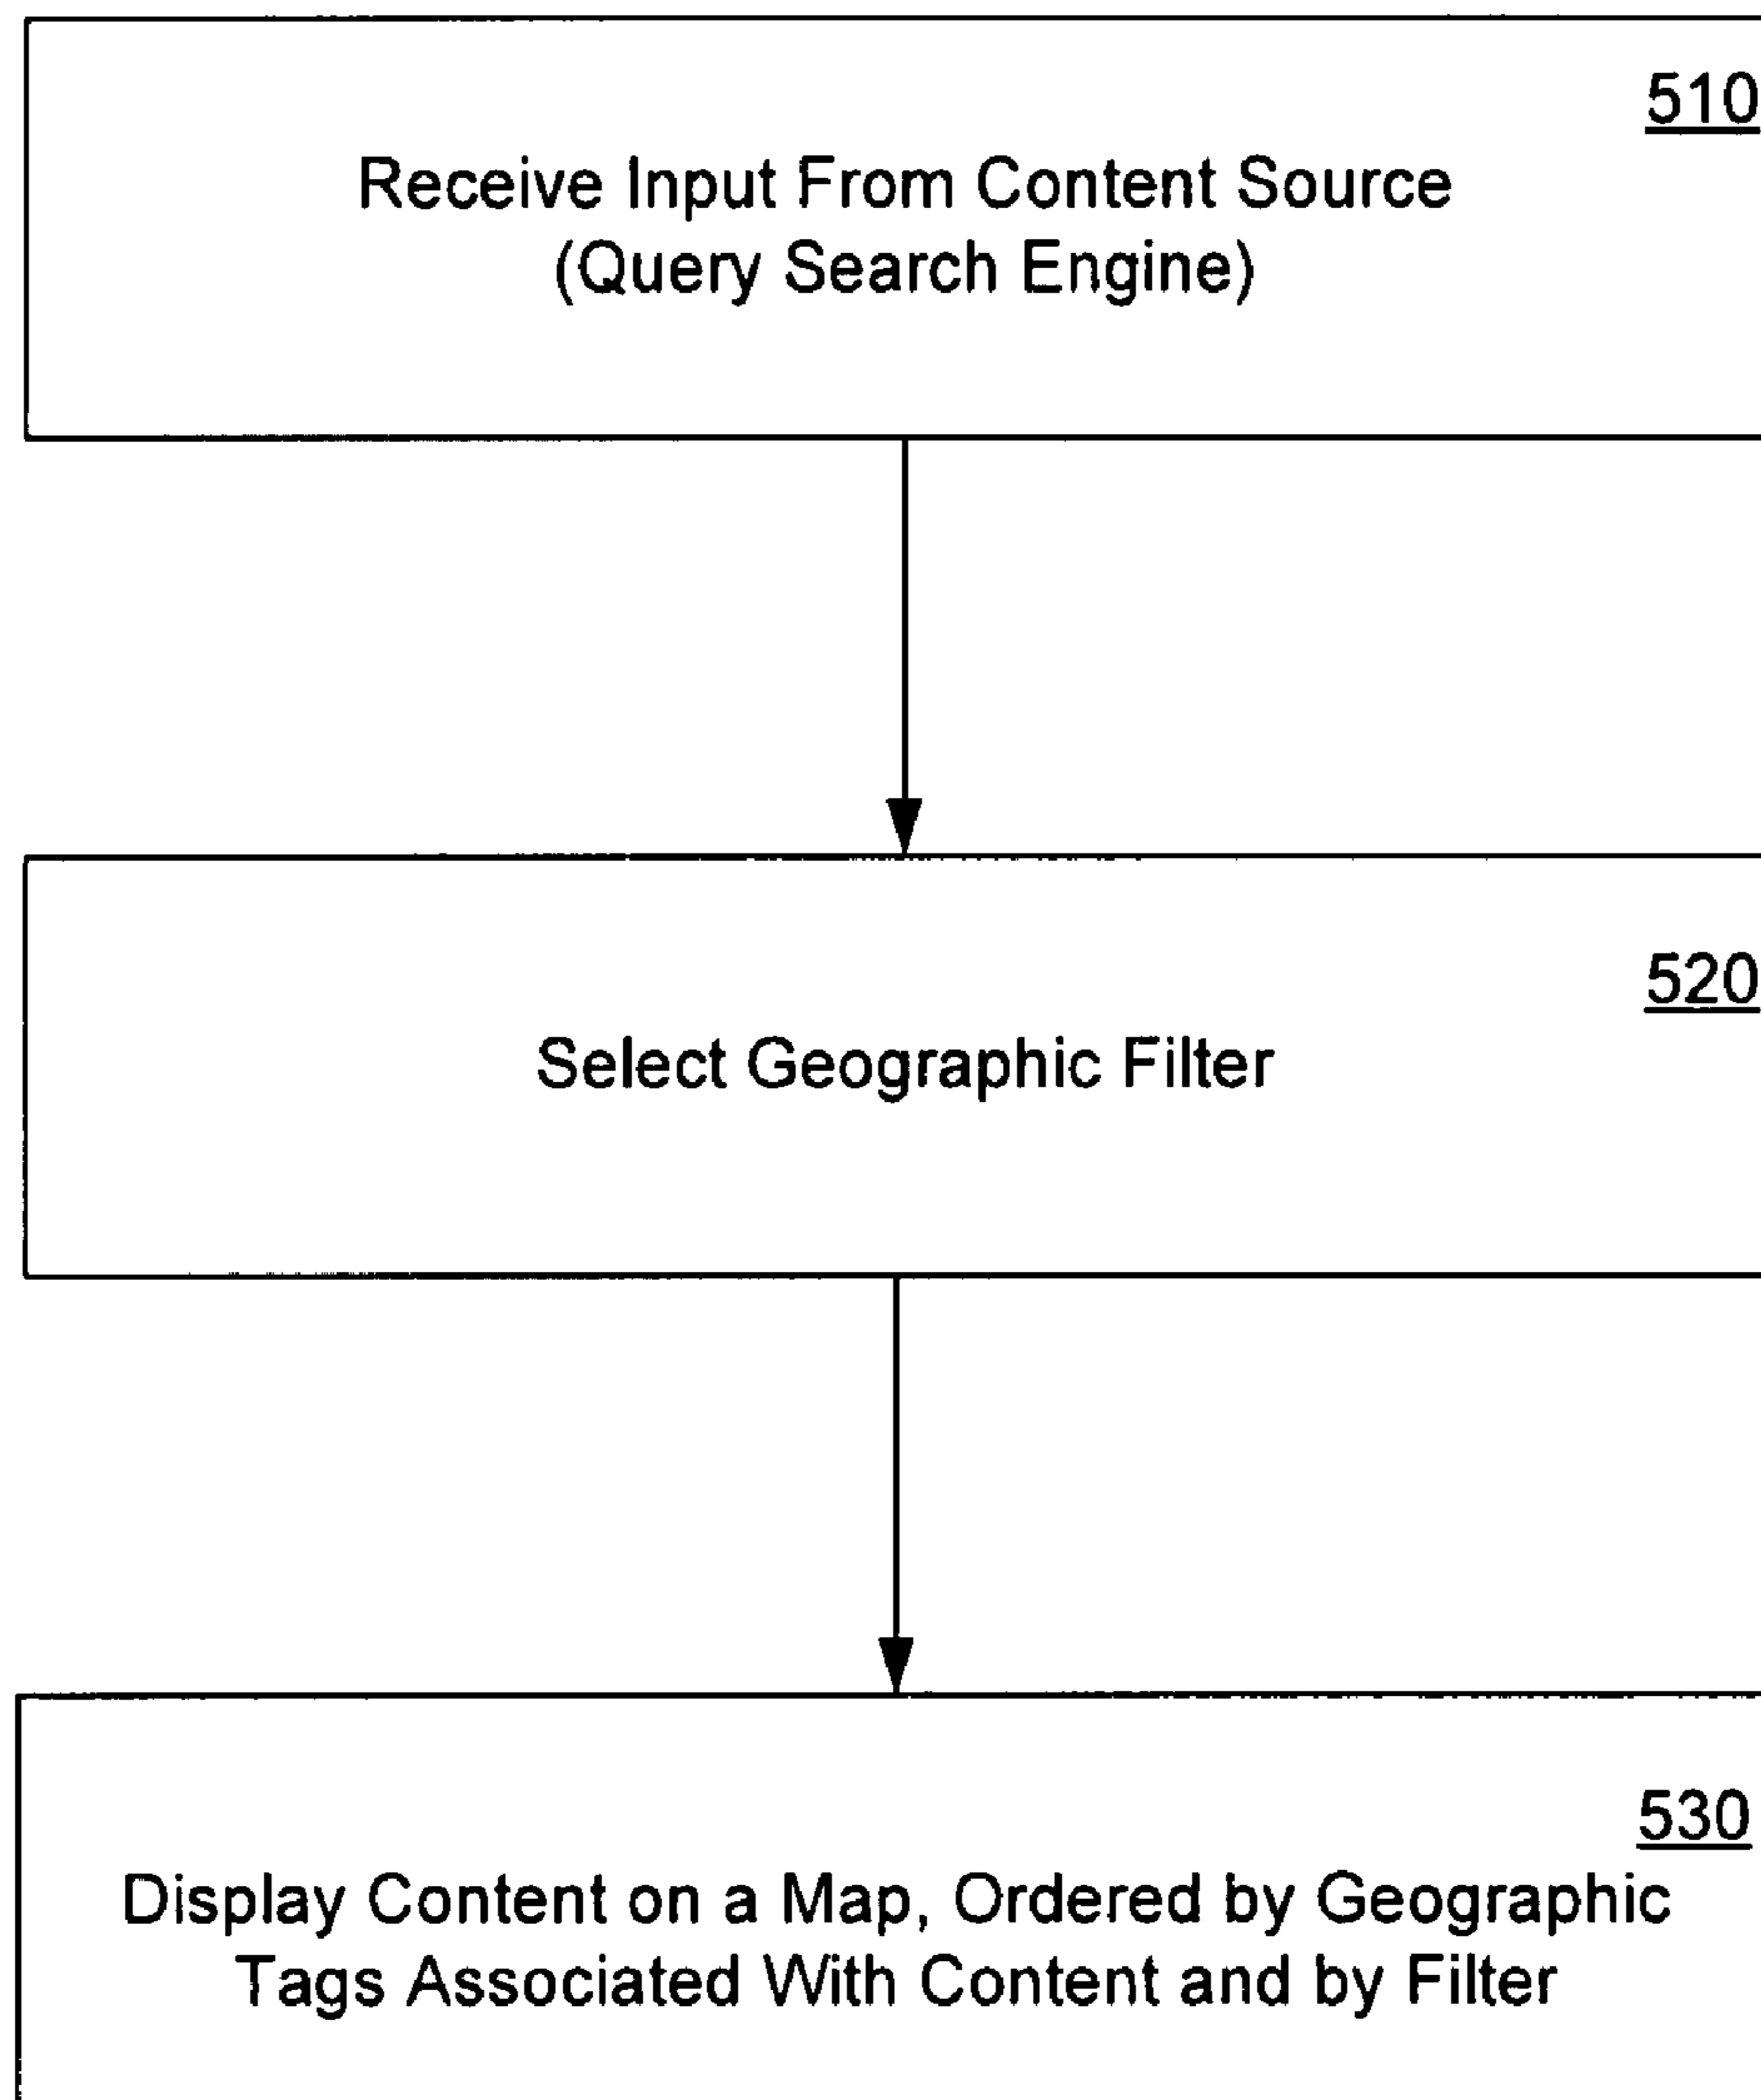 510
Receive Input From Content Source
(Query Search Engine)
520
Select Geographic Filter
530
Display Content on a Map, Ordered by Geographic
Tags Associated With Content and by Filter